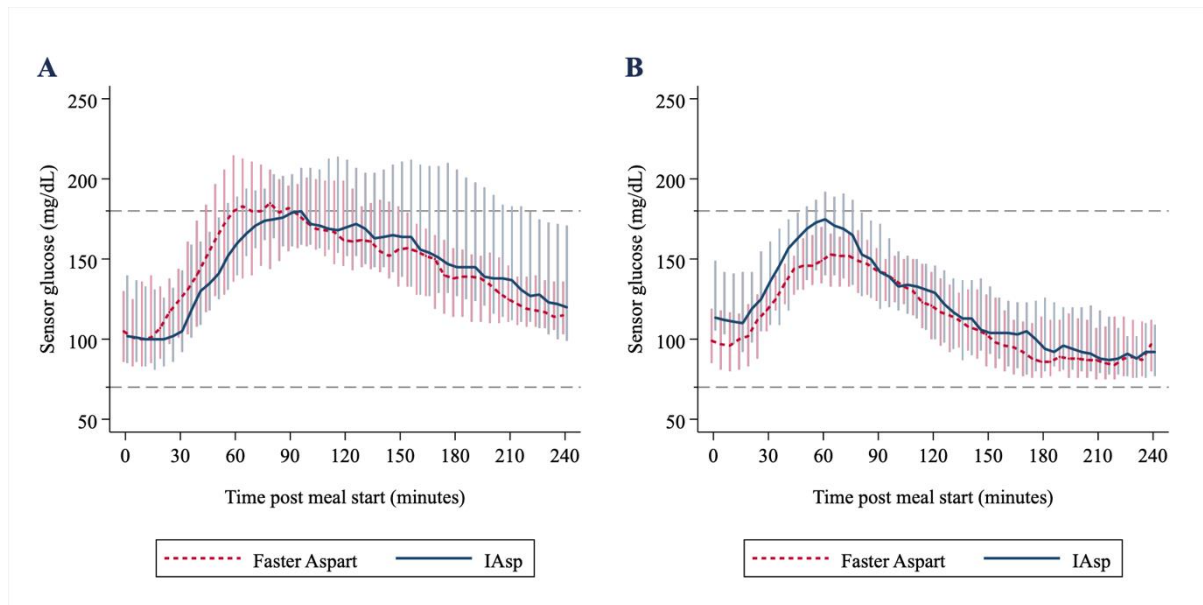 A
Sensor glucose (mg/dL)
250
200
150
100
50
0 30 60 90 120 150 180 210 240
Time post meal start (minutes)
Faster Aspart IAsp
B
Sensor glucose (mg/dL)
250
200
150
100
50
0 30 60 90 120 150 180 210 240
Time post meal start (minutes)
Faster Aspart IAsp